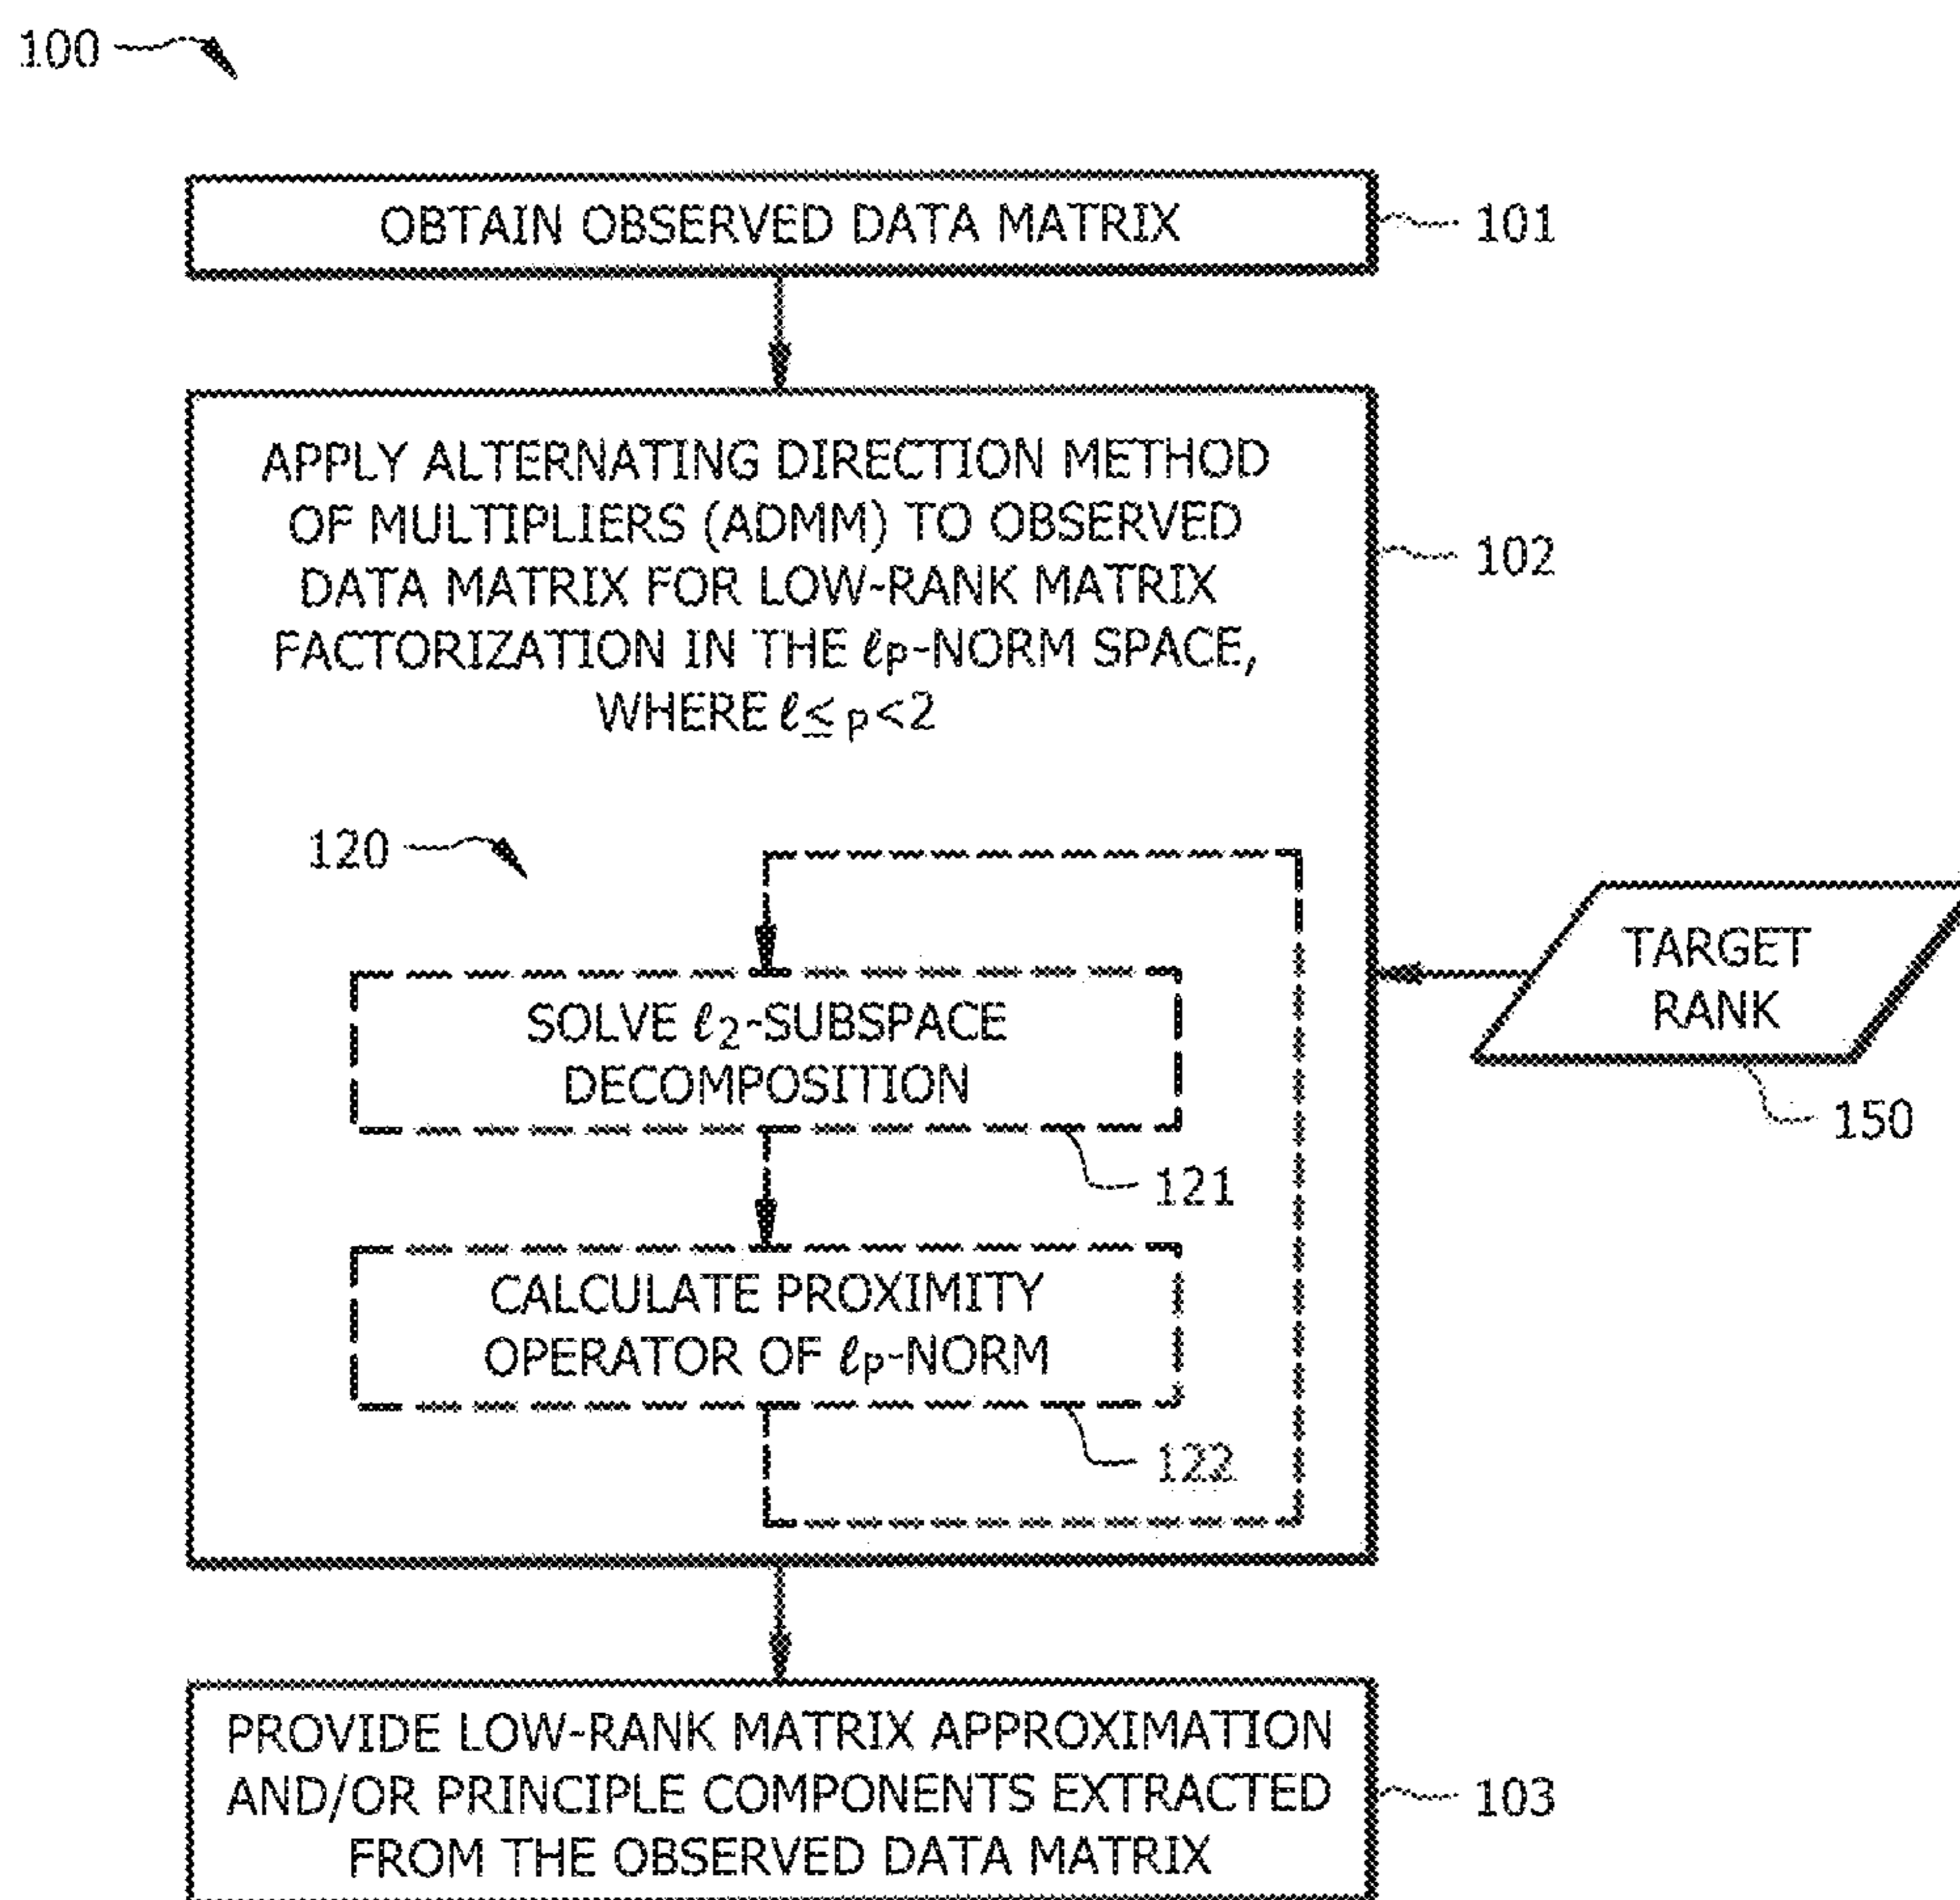 100
OBTAIN OBSERVED DATA MATRIX
101
APPLY ALTERNATING DIRECTION METHOD
OF MULTIPLIERS (ADMM) TO OBSERVED
DATA MATRIX FOR LOW-RANK MATRIX
FACTORIZATION IN THE ℓp-NORM SPACE,
WHERE ℓ≤p<2
102
120
SOLVE ℓ2-SUBSPACE
DECOMPOSITION
121
CALCULATE PROXIMITY
OPERATOR OF ℓp-NORM
122
TARGET
RANK
150
PROVIDE LOW-RANK MATRIX APPROXIMATION
AND/OR PRINCIPLE COMPONENTS EXTRACTED
FROM THE OBSERVED DATA MATRIX
103